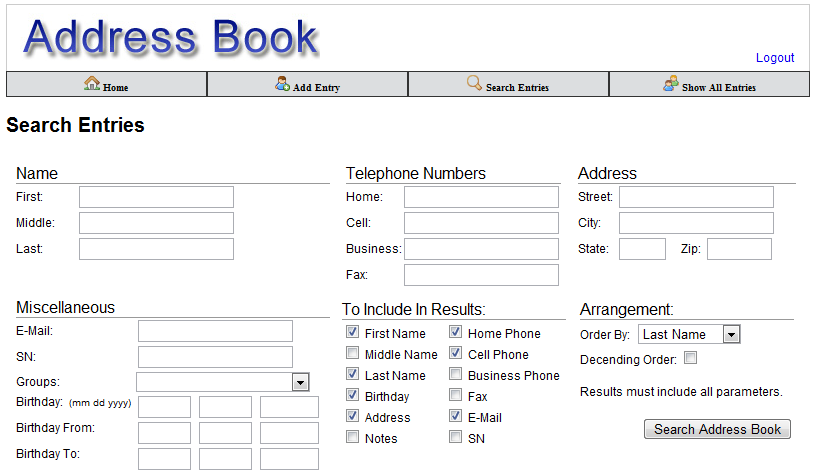 Address Book
Logout
Home
Add Entry
Search Entries
Show All Entries
Search Entries
Name
First:
Middle:
Last:
Telephone Numbers
Home:
Cell:
Business:
Fax:
Address
Street:
City:
State: Zip:
Miscellaneous
E-Mail:
SN:
Groups:
Birthday: (mm dd yyyy)
Birthday From:
Birthday To:
To Include In Results:
First Name Home Phone
Middle Name Cell Phone
Last Name Business Phone
Birthday Fax
Address E-Mail
Notes SN
Arrangement:
Order By: Last Name
Decending Order:
Results must include all parameters.
Search Address Book